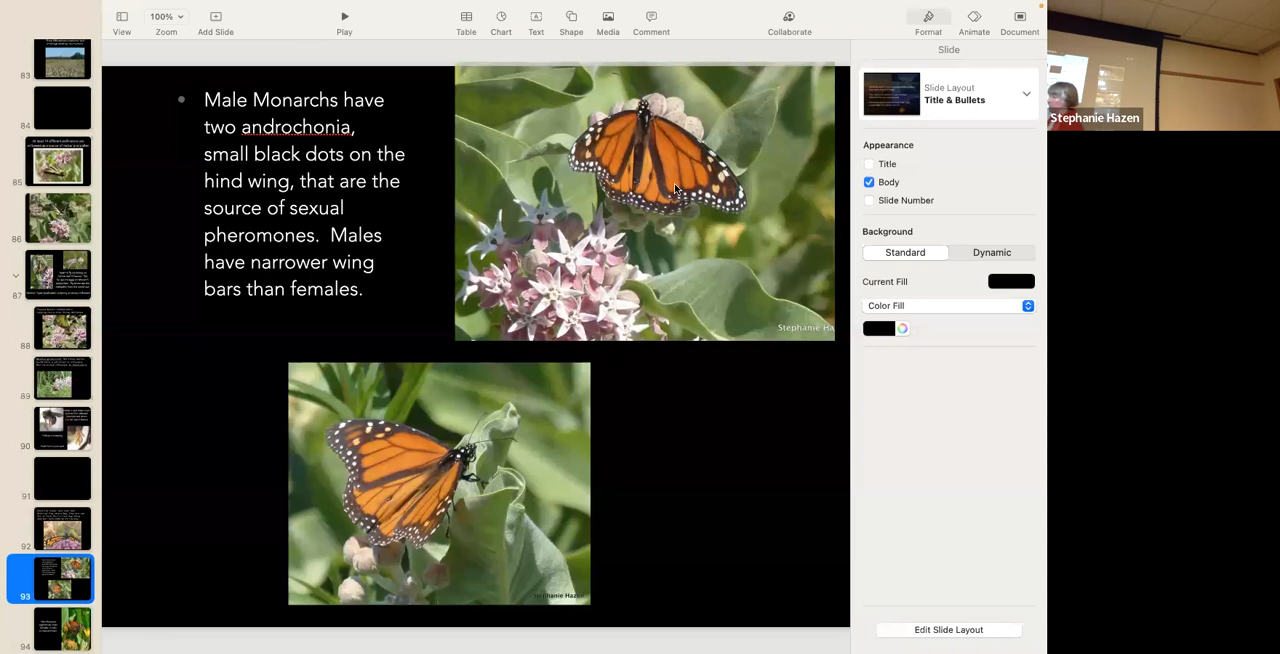 View
100%
Zoom
Add Slide
Play
Table
Chart
Text
Shape
Media
Comment
Collaborate
Format
Animate
Document
83
84
85
86
87
88
89
90
91
92
93
94
Male Monarchs have
two androchonia,
small black dots on the
hind wing, that are the
source of sexual
pheromones. Males
have narrower wing
bars than females.
Stephanie Ha
Stephanie Hazen
Slide
Slide Layout
Title & Bullets
Appearance
Title
Body
Slide Number
Background
Standard
Dynamic
Current Fill
Color Fill
Edit Slide Layout
Stephanie Hazen